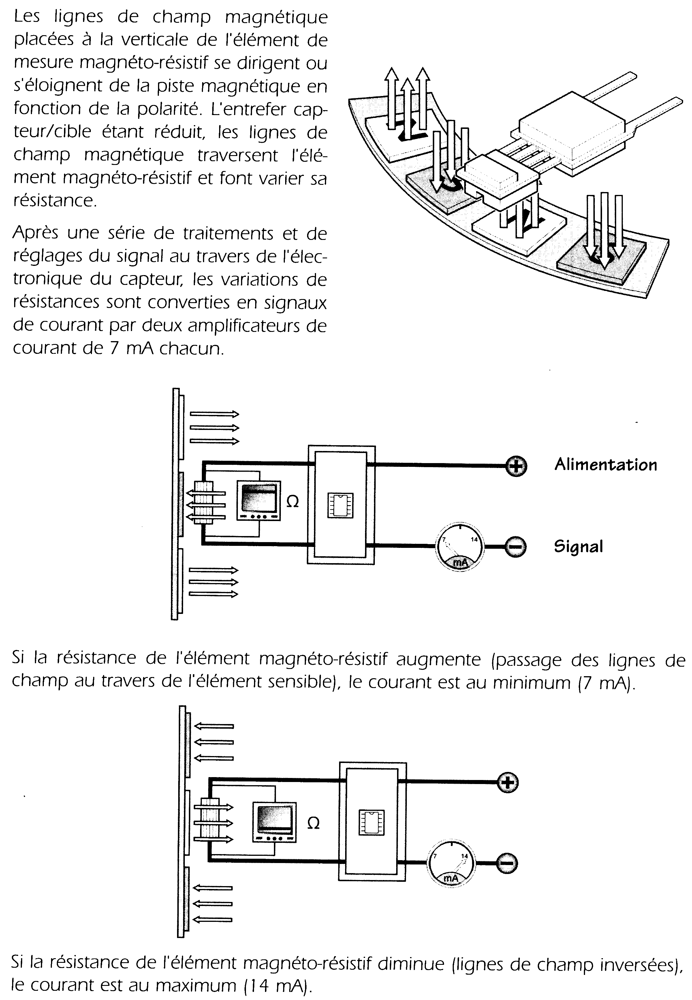 Les lignes de champ magnétique
placées à la verticale de l'élément de
mesure magnéto-résistif se dirigent ou
s'éloignent de la piste magnétique en
fonction de la polarité. L'entrefer cap-
teur/cible étant réduit, les lignes de
champ magnétique traversent l'élé-
ment magnéto-résistif et font varier sa
résistance.
Après une série de traitements et de
réglages du signal au travers de l'élec-
tronique du capteur, les variations de
résistances sont converties en signaux
de courant par deux amplificateurs de
courant de 7 mA chacun.
+ Alimentation
Ω
7 14
mA
− Signal
Si la résistance de l'élément magnéto-résistif augmente (passage des lignes de
champ au travers de l'élément sensible), le courant est au minimum (7 mA).
+
Ω
7 14
mA
−
Si la résistance de l'élément magnéto-résistif diminue (lignes de champ inversées),
le courant est au maximum (14 mA).